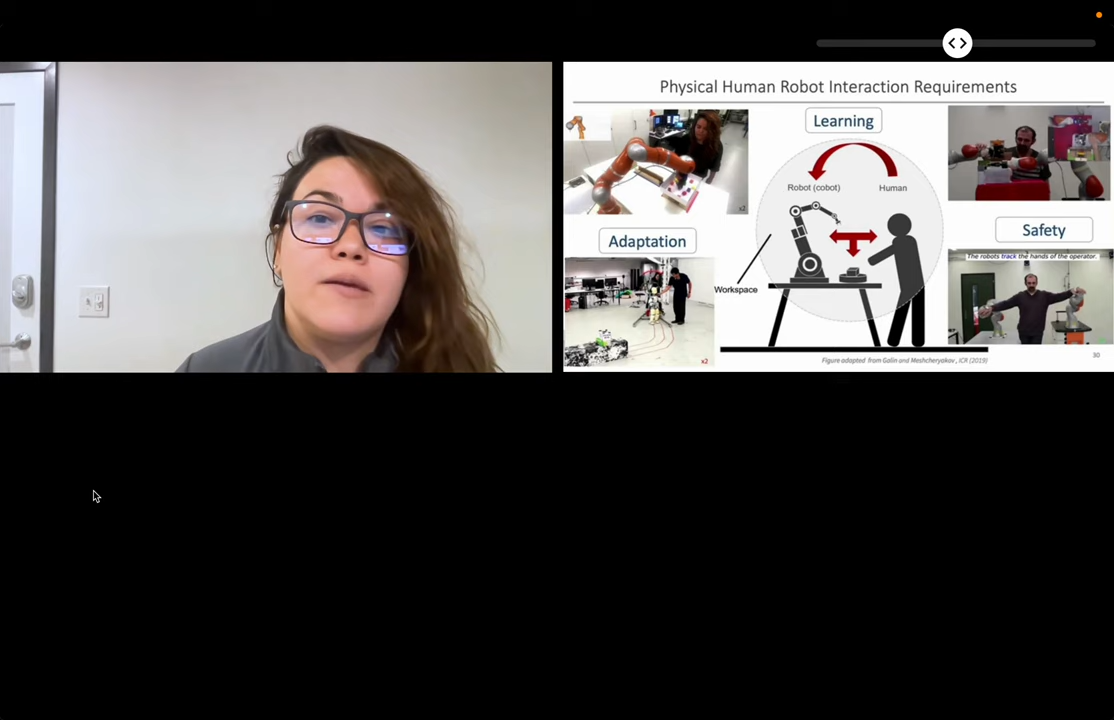 Physical Human Robot Interaction Requirements
Learning
Robot (cobot)
Human
x2
Adaptation
Safety
The robots track the hands of the operator.
Workspace
x2
Figure adapted from Galin and Meshcheryakov, ICR (2019)
30